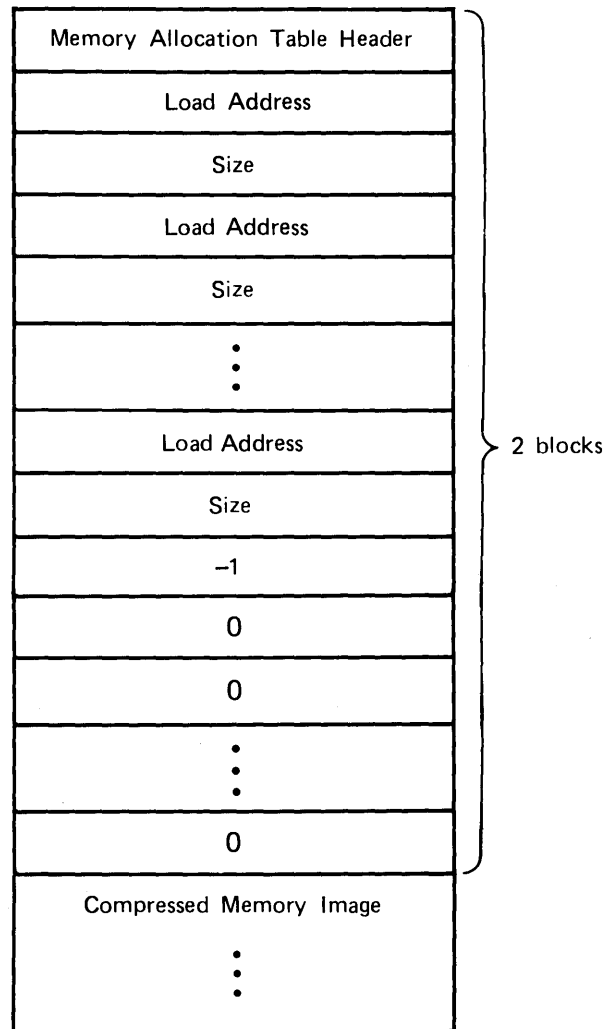 Memory Allocation Table Header
Load Address
Size
Load Address
Size
Load Address
Size
2 blocks
–1
0
0
0
Compressed Memory Image